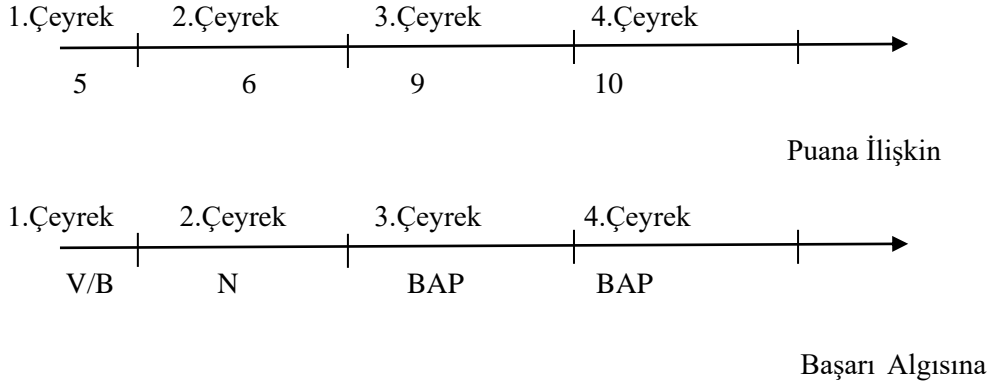 1.Çeyrek 2.Çeyrek 3.Çeyrek 4.Çeyrek
5 6 9 10
Puana İlişkin
1.Çeyrek 2.Çeyrek 3.Çeyrek 4.Çeyrek
V/B N BAP BAP
Başarı Algısına